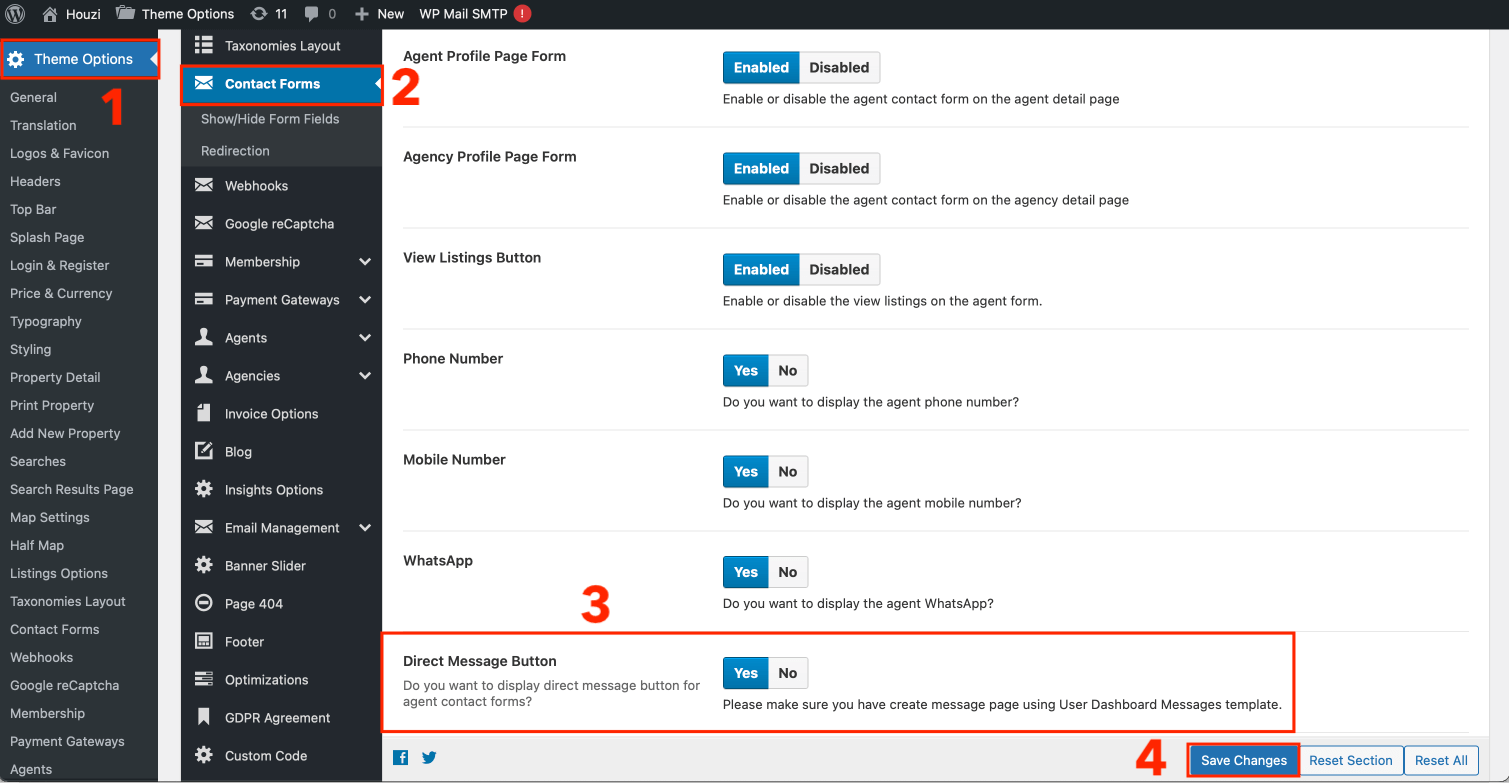 Houzi
Theme Options
11
0
New
WP Mail SMTP
!
Theme Options
1
General
Translation
Logos & Favicon
Headers
Top Bar
Splash Page
Login & Register
Price & Currency
Typography
Styling
Property Detail
Print Property
Add New Property
Searches
Search Results Page
Map Settings
Half Map
Listings Options
Taxonomies Layout
Contact Forms
Webhooks
Google reCaptcha
Membership
Payment Gateways
Agents
Taxonomies Layout
Contact Forms
2
Show/Hide Form Fields
Redirection
Webhooks
Google reCaptcha
Membership
Payment Gateways
Agents
Agencies
Invoice Options
Blog
Insights Options
Email Management
Banner Slider
Page 404
Footer
Optimizations
GDPR Agreement
Custom Code
Agent Profile Page Form
Enabled Disabled
Enable or disable the agent contact form on the agent detail page
Agency Profile Page Form
Enabled Disabled
Enable or disable the agent contact form on the agency detail page
View Listings Button
Enabled Disabled
Enable or disable the view listings on the agent form.
Phone Number
Yes No
Do you want to display the agent phone number?
Mobile Number
Yes No
Do you want to display the agent mobile number?
WhatsApp
Yes No
Do you want to display the agent WhatsApp?
3
Direct Message Button
Do you want to display direct message button for
agent contact forms?
Yes No
Please make sure you have create message page using User Dashboard Messages template.
4
Save Changes
Reset Section
Reset All